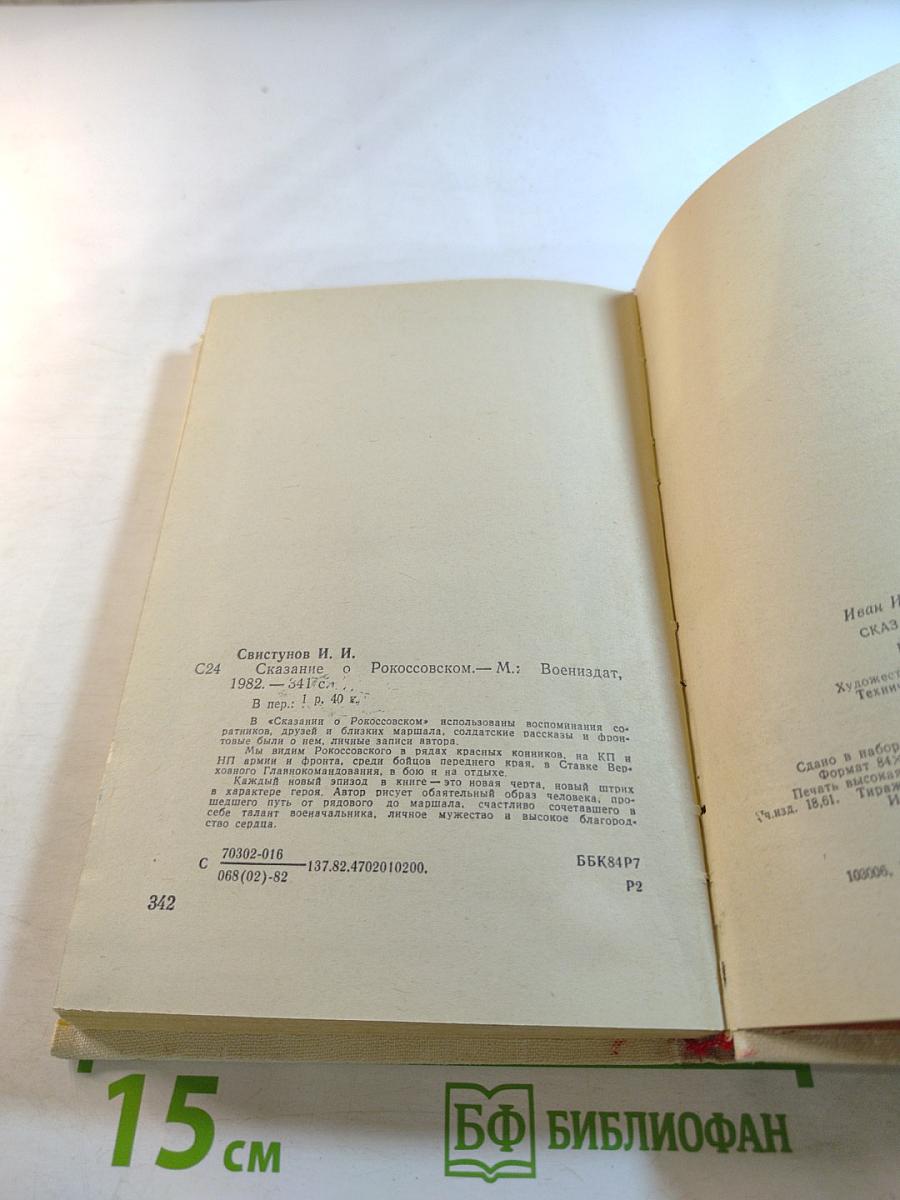 Свистунов И. И.
С24 Сказание о Рокоссовском.— М.: Воениздат,
1982. — 341 с.
В пер.: 1 р. 40 к.
В «Сказании о Рокоссовском» использованы воспоминания со-
ратников, друзей и близких маршала, солдатские рассказы и фрон-
товые были о нем, личные записи автора.
Мы видим Рокоссовского в рядах красных конников, на КП и
НП армии и фронта, среди бойцов переднего края, в Ставке Вер-
ховного Главнокомандования, в бою и на отдыхе.
Каждый новый эпизод в книге — это новая черта, новый штрих
в характере героя. Автор рисует обаятельный образ человека, про-
шедшего путь от рядового до маршала, счастливо сочетавшего в
себе талант военачальника, личное мужество и высокое благород-
ство сердца.
С 70302-016
068(02)-82 —137.82.4702010200.
ББК84Р7
Р2
342
Иван И
СКАЗ
Художест
Техниче
Сдано в набор
Формат 84×
Печать высокая
Уч.изд. 18,61. Тираж
103006,
15 см
БФ БИБЛИОФАН